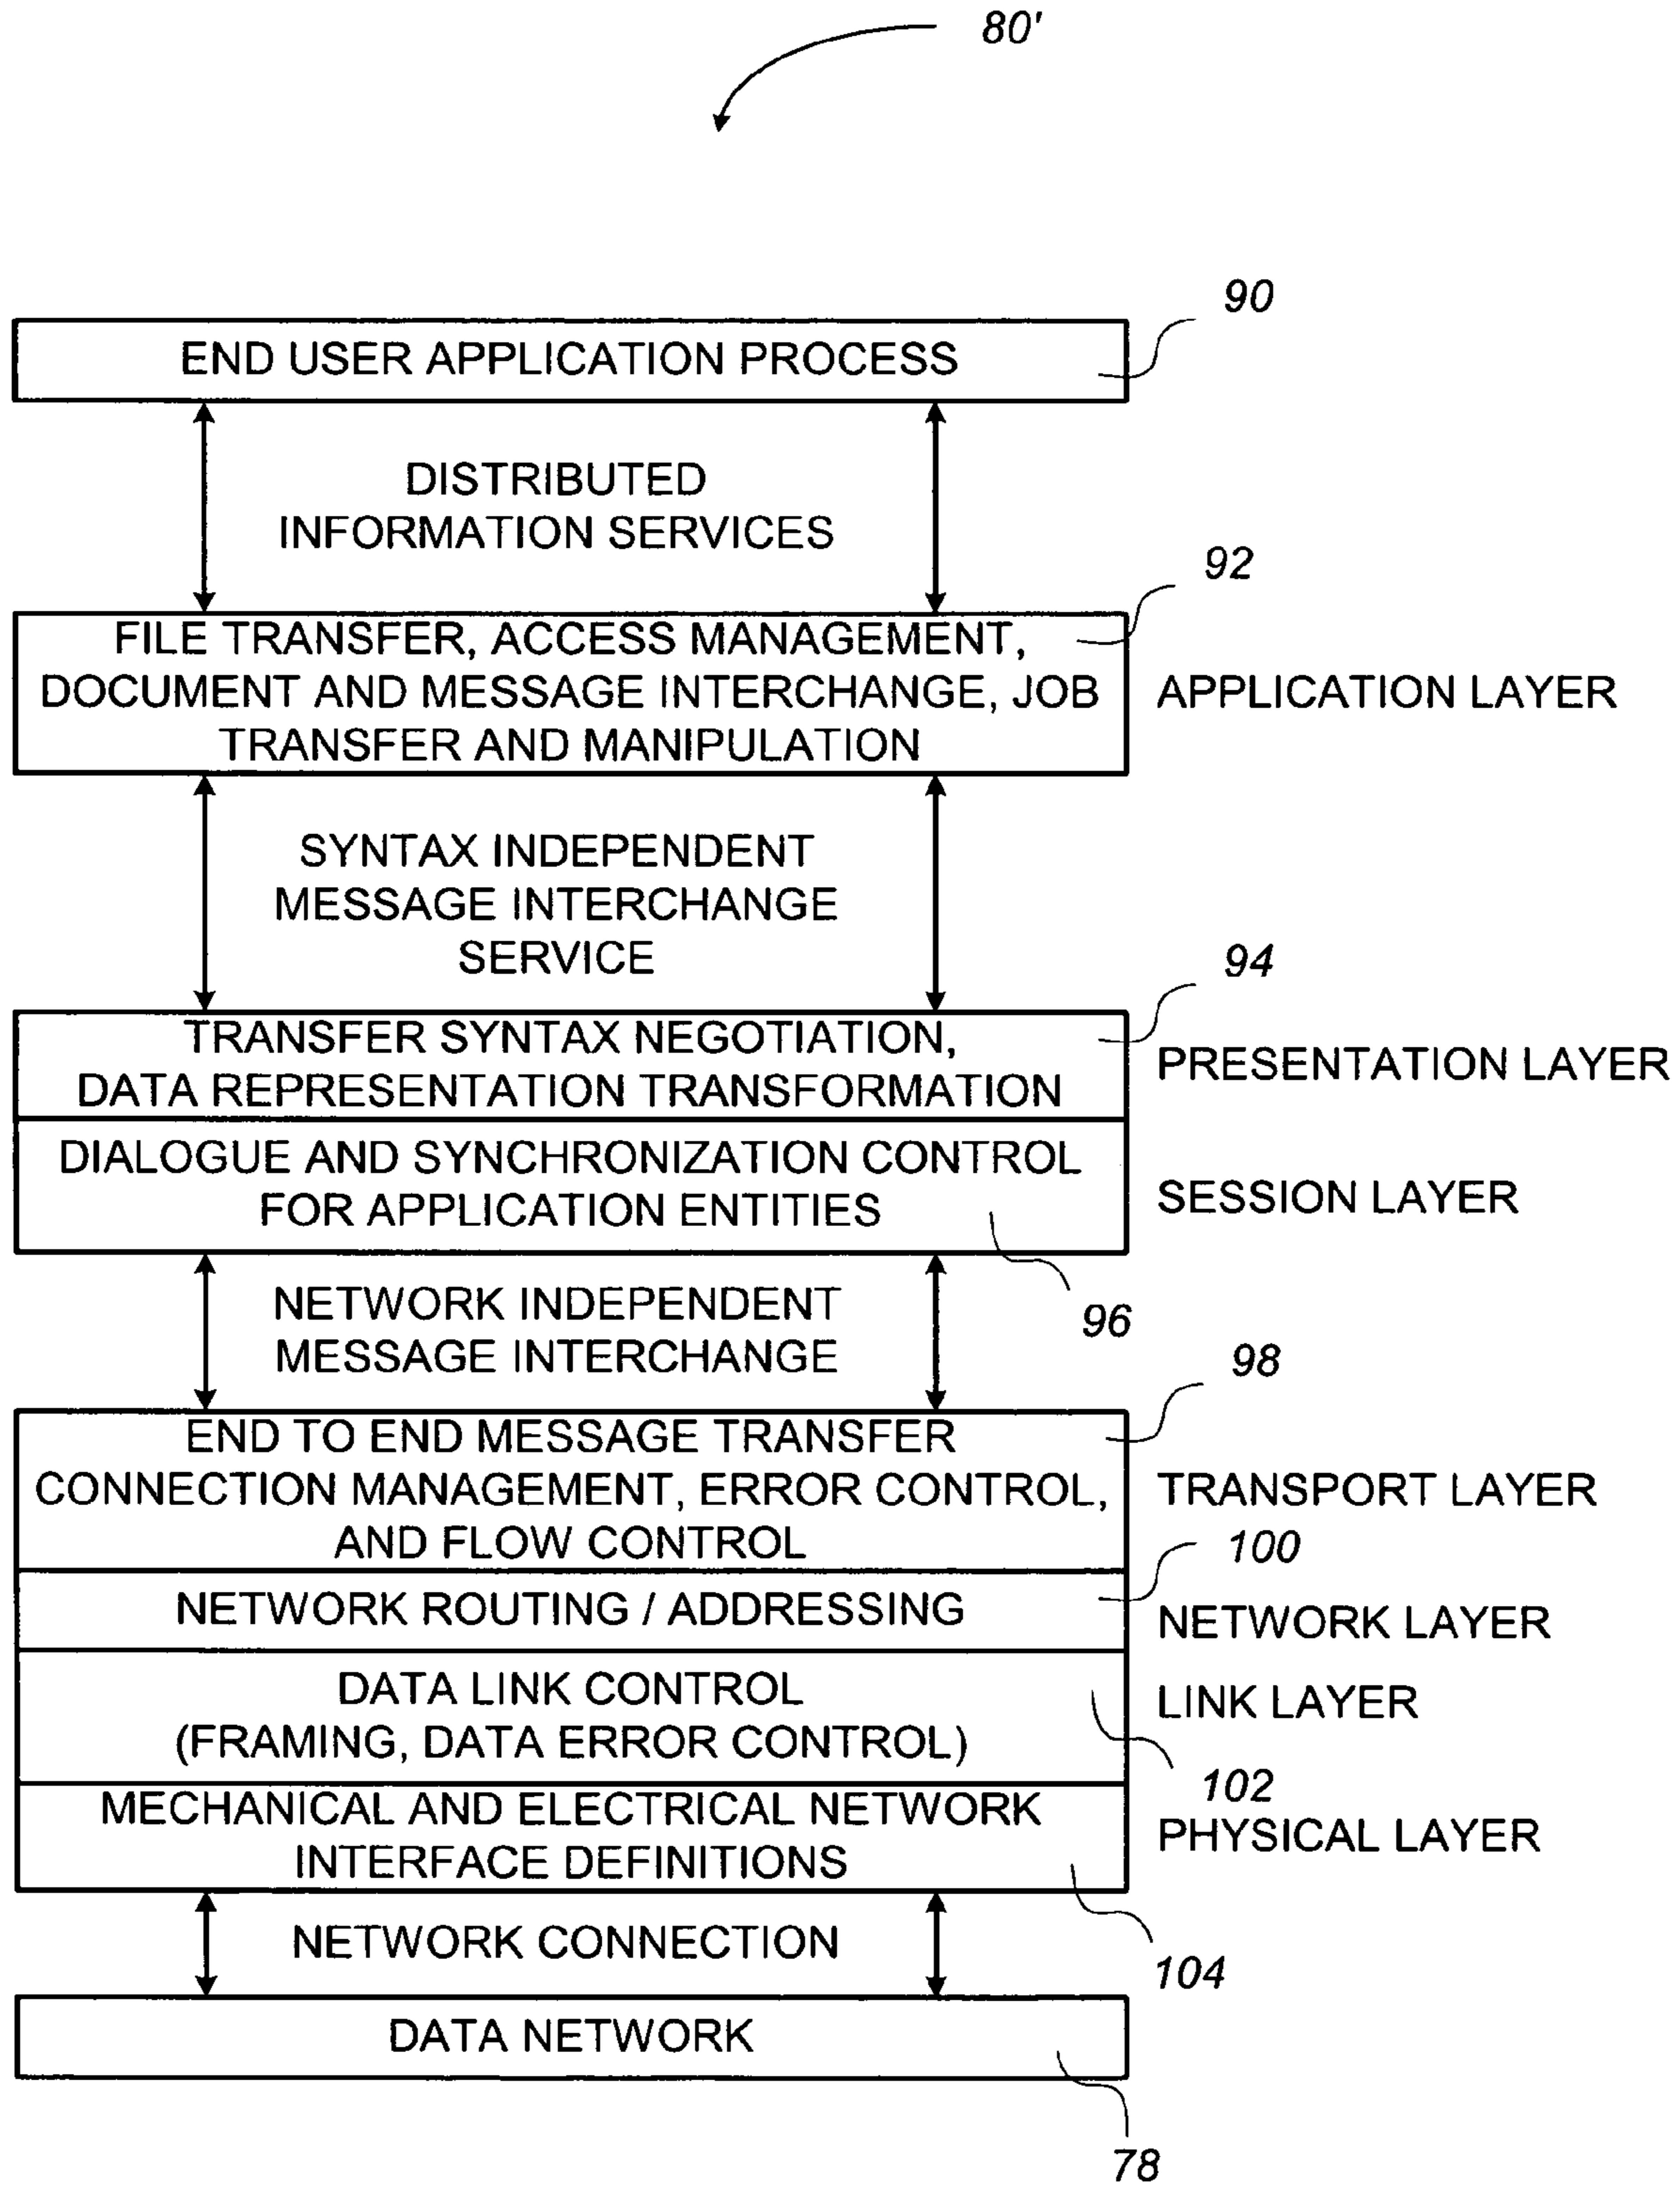 80'
90
END USER APPLICATION PROCESS
DISTRIBUTED
INFORMATION SERVICES
92
FILE TRANSFER, ACCESS MANAGEMENT,
DOCUMENT AND MESSAGE INTERCHANGE, JOB
TRANSFER AND MANIPULATION
APPLICATION LAYER
SYNTAX INDEPENDENT
MESSAGE INTERCHANGE
SERVICE
94
TRANSFER SYNTAX NEGOTIATION,
DATA REPRESENTATION TRANSFORMATION
PRESENTATION LAYER
DIALOGUE AND SYNCHRONIZATION CONTROL
FOR APPLICATION ENTITIES
SESSION LAYER
96
NETWORK INDEPENDENT
MESSAGE INTERCHANGE
98
END TO END MESSAGE TRANSFER
CONNECTION MANAGEMENT, ERROR CONTROL,
AND FLOW CONTROL
TRANSPORT LAYER
100
NETWORK ROUTING / ADDRESSING
NETWORK LAYER
DATA LINK CONTROL
(FRAMING, DATA ERROR CONTROL)
LINK LAYER
102
MECHANICAL AND ELECTRICAL NETWORK
INTERFACE DEFINITIONS
PHYSICAL LAYER
NETWORK CONNECTION
104
DATA NETWORK
78